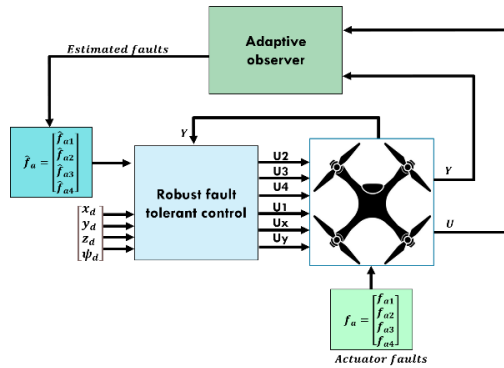 Estimated faults
Adaptive
observer
f̂a = [f̂a1
f̂a2
f̂a3
f̂a4]
Y
Robust fault
tolerant control
U2
U3
U4
U1
Ux
Uy
xd
yd
zd
ψd
Y
U
fa = [fa1
fa2
fa3
fa4]
Actuator faults